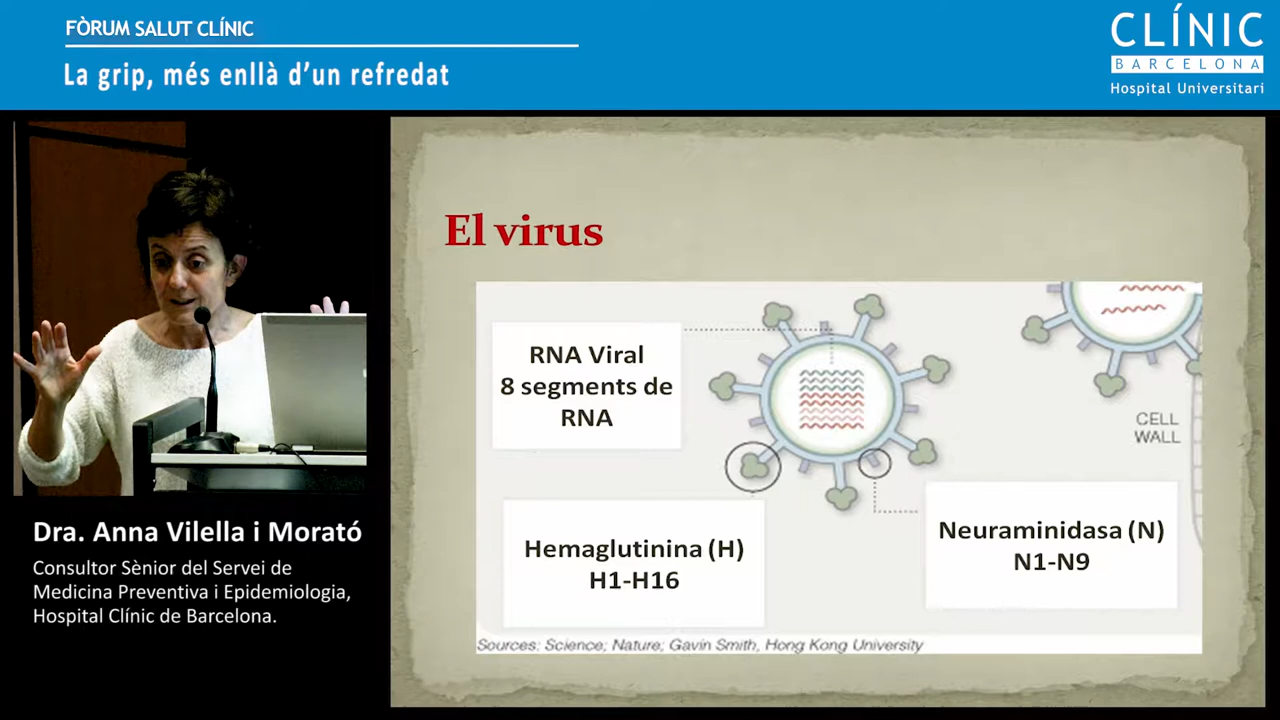 FÒRUM SALUT CLÍNIC
La grip, més enllà d'un refredat
CLÍNIC
BARCELONA
Hospital Universitari
El virus
RNA Viral
8 segments de
RNA
CELL
WALL
Hemaglutinina (H)
H1-H16
Neuraminidasa (N)
N1-N9
Sources: Science; Nature; Gavin Smith, Hong Kong University
Dra. Anna Vilella i Morató
Consultor Sènior del Servei de
Medicina Preventiva i Epidemiologia,
Hospital Clínic de Barcelona.